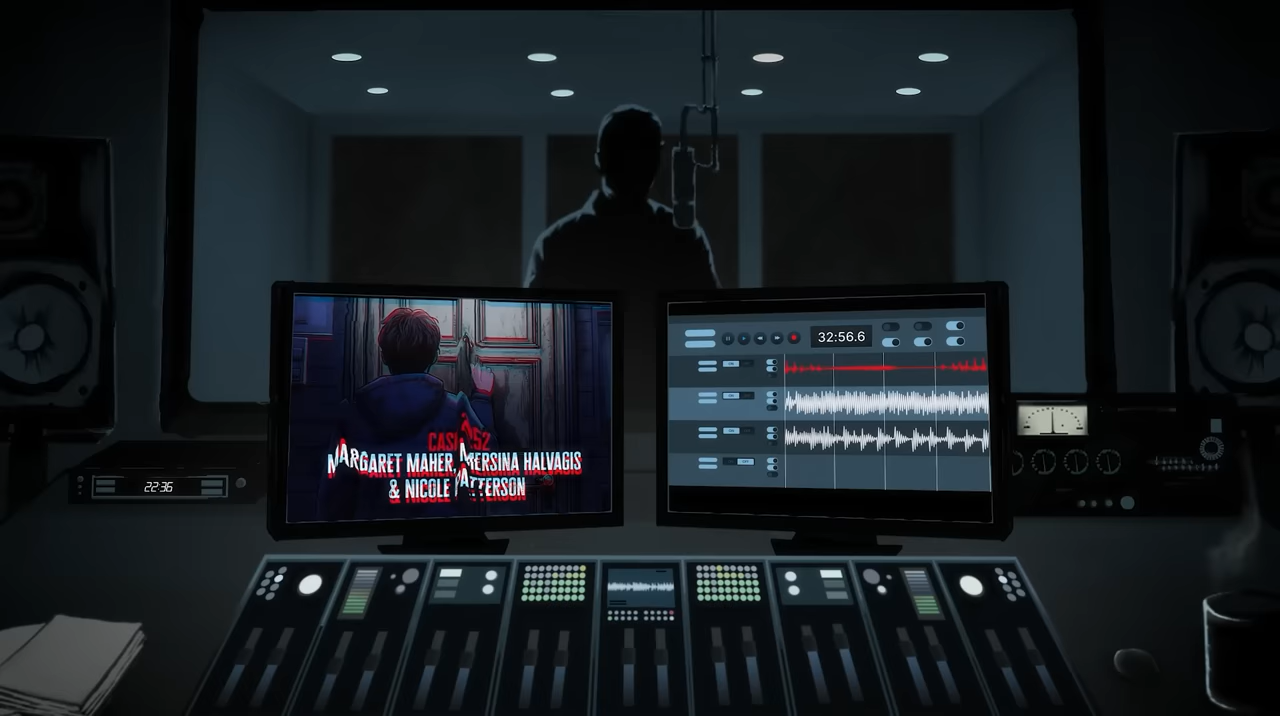 32:56.6
MARGARET MAHER, MERSINA HALVAGIS
& NICOLE PATTERSON
22:36